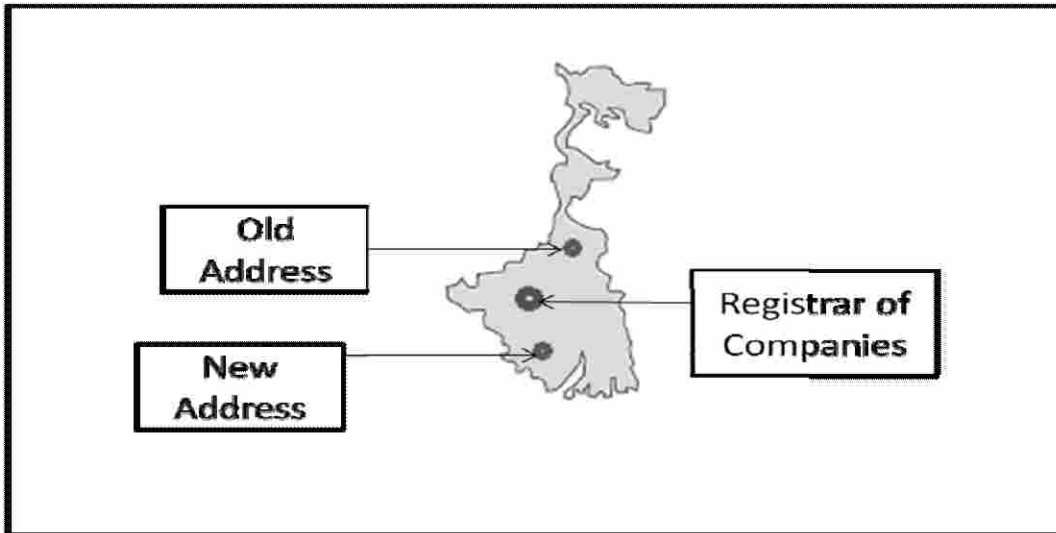 Old
Address
Registrar of
Companies
New
Address